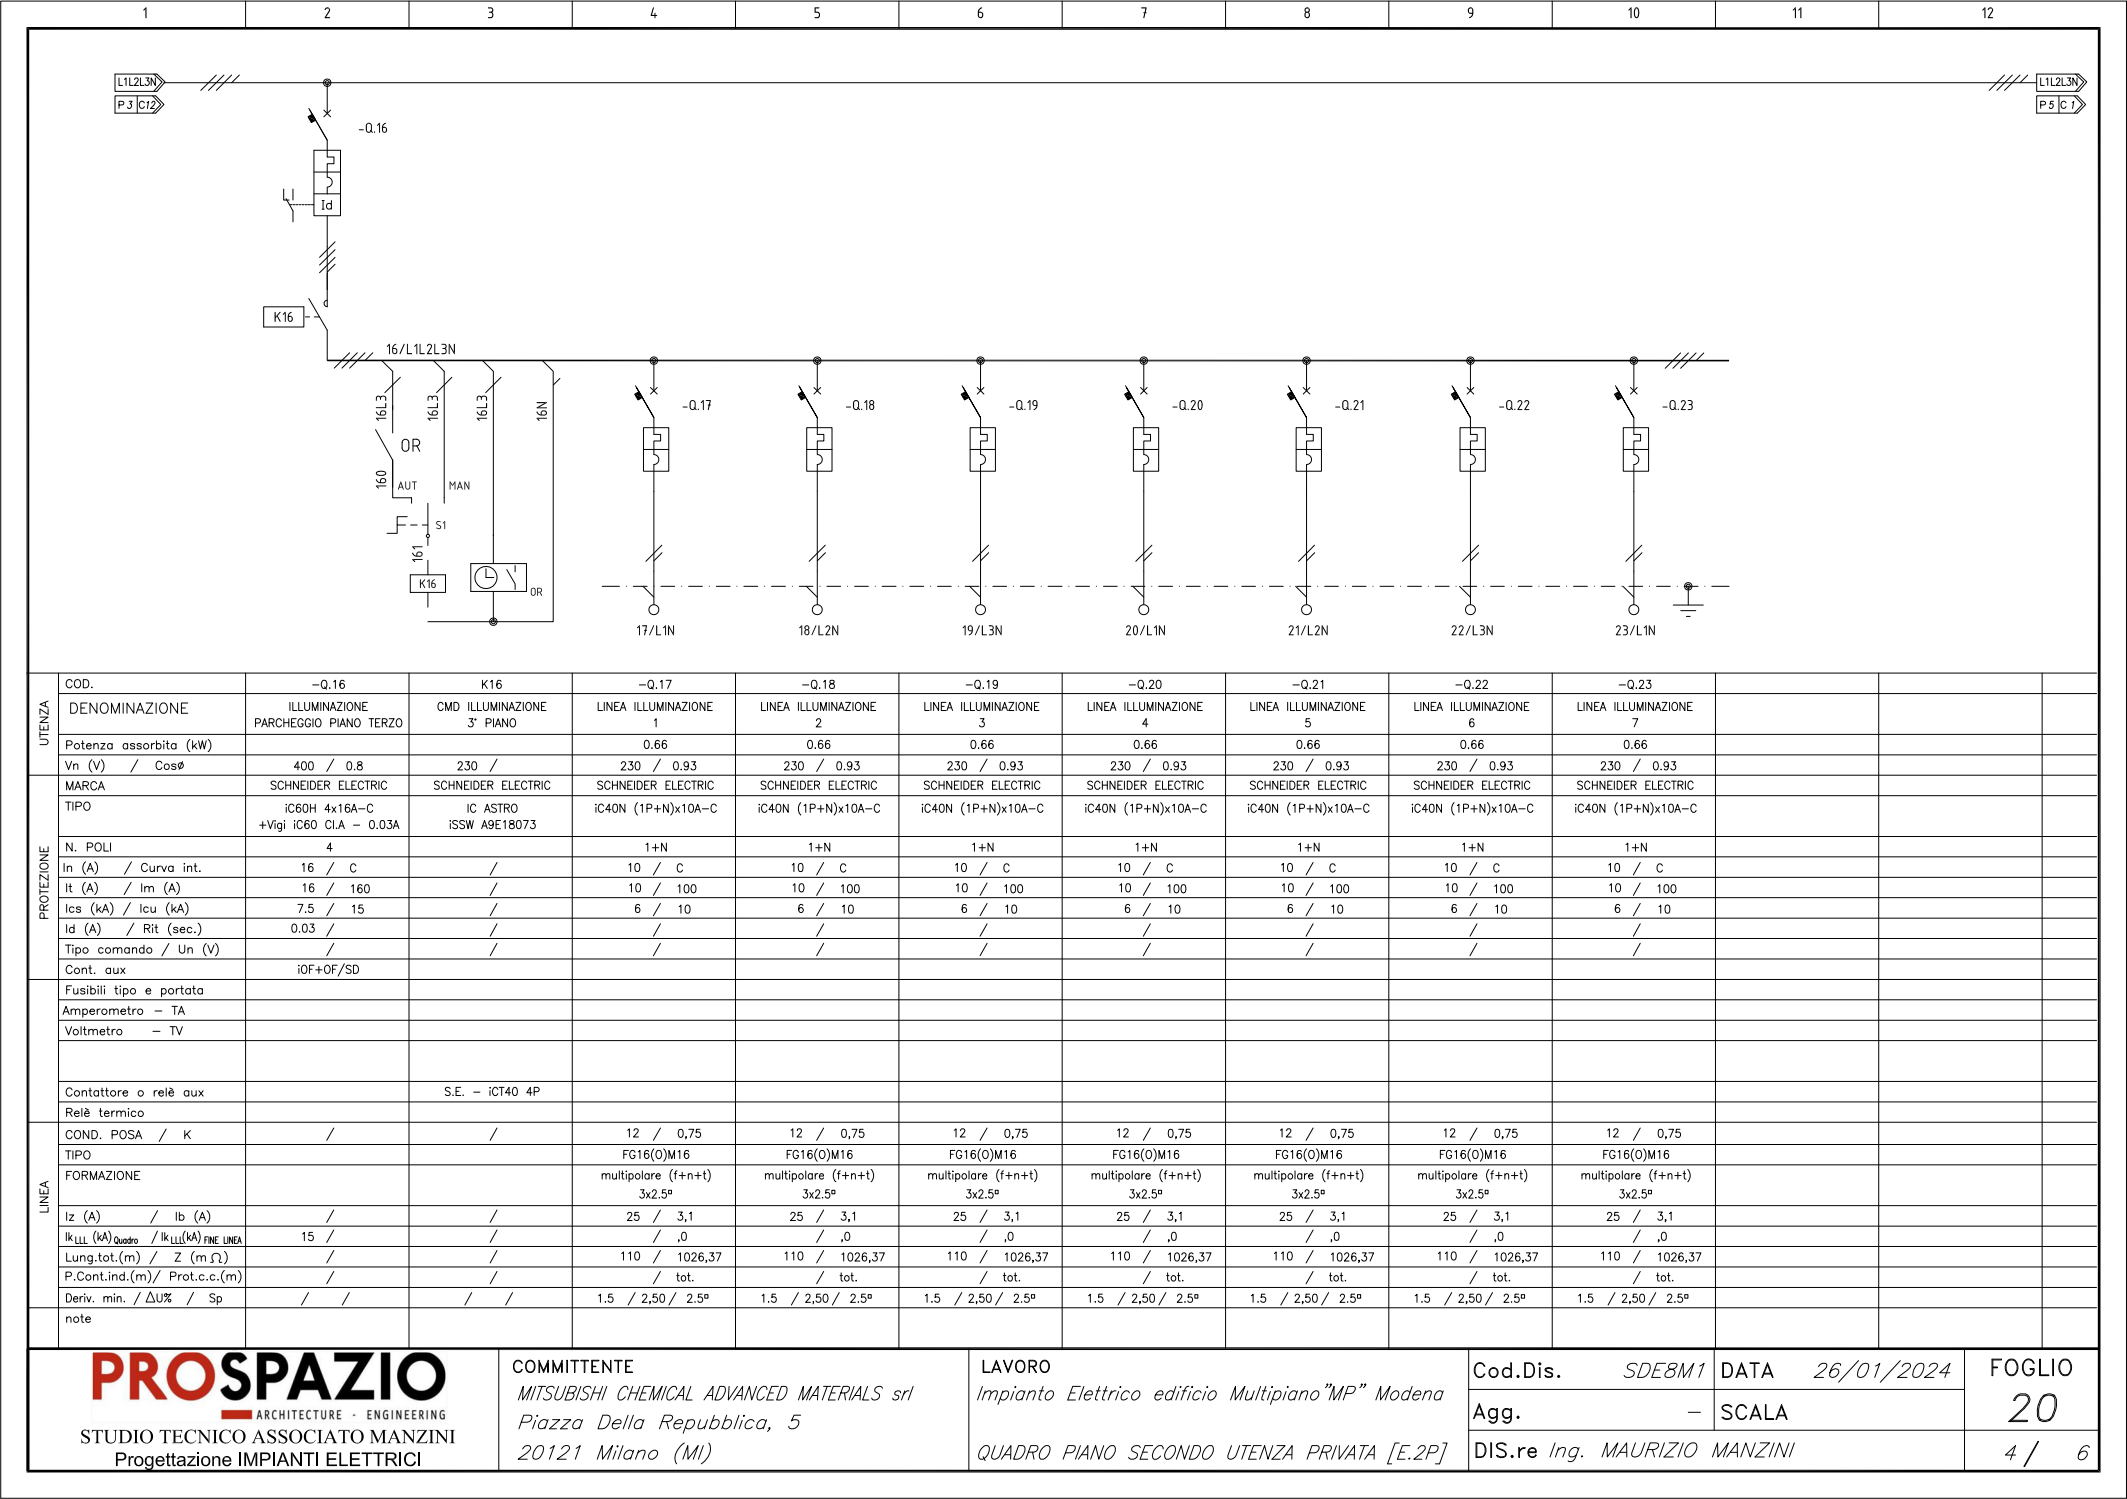 1 2 3 4 5 6 7 8 9 10 11 12
L1L2L3N L1L2L3N
P 3 C12 P 5 C 1
-Q.16
Id
K16
16/L1L2L3N
16L3 16L3 16L3 16N
-Q.17 -Q.18 -Q.19 -Q.20 -Q.21 -Q.22 -Q.23
OR
160 AUT MAN
S1
161
K16
OR
17/L1N 18/L2N 19/L3N 20/L1N 21/L2N 22/L3N 23/L1N
UTENZA
COD. -Q.16 K16 -Q.17 -Q.18 -Q.19 -Q.20 -Q.21 -Q.22 -Q.23
DENOMINAZIONE ILLUMINAZIONE CMD ILLUMINAZIONE LINEA ILLUMINAZIONE LINEA ILLUMINAZIONE LINEA ILLUMINAZIONE LINEA ILLUMINAZIONE LINEA ILLUMINAZIONE LINEA ILLUMINAZIONE LINEA ILLUMINAZIONE
PARCHEGGIO PIANO TERZO 3° PIANO 1 2 3 4 5 6 7
Potenza assorbita (kW) 0.66 0.66 0.66 0.66 0.66 0.66 0.66
Vn (V) / Cosø 400 / 0.8 230 / 230 / 0.93 230 / 0.93 230 / 0.93 230 / 0.93 230 / 0.93 230 / 0.93 230 / 0.93
PROTEZIONE
MARCA SCHNEIDER ELECTRIC SCHNEIDER ELECTRIC SCHNEIDER ELECTRIC SCHNEIDER ELECTRIC SCHNEIDER ELECTRIC SCHNEIDER ELECTRIC SCHNEIDER ELECTRIC SCHNEIDER ELECTRIC SCHNEIDER ELECTRIC
TIPO iC60H 4x16A-C IC ASTRO iC40N (1P+N)x10A-C iC40N (1P+N)x10A-C iC40N (1P+N)x10A-C iC40N (1P+N)x10A-C iC40N (1P+N)x10A-C iC40N (1P+N)x10A-C iC40N (1P+N)x10A-C
+Vigi iC60 Cl.A - 0.03A iSSW A9E18073
N. POLI 4 1+N 1+N 1+N 1+N 1+N 1+N 1+N
In (A) / Curva int. 16 / C / 10 / C 10 / C 10 / C 10 / C 10 / C 10 / C 10 / C
It (A) / Im (A) 16 / 160 / 10 / 100 10 / 100 10 / 100 10 / 100 10 / 100 10 / 100 10 / 100
Ics (kA) / Icu (kA) 7.5 / 15 / 6 / 10 6 / 10 6 / 10 6 / 10 6 / 10 6 / 10 6 / 10
Id (A) / Rit (sec.) 0.03 / / / / / / / / /
Tipo comando / Un (V) / / / / / / / / /
Cont. aux iOF+OF/SD
Fusibili tipo e portata
Amperometro - TA
Voltmetro - TV
Contattore o relè aux S.E. - iCT40 4P
Relè termico
LINEA
COND. POSA / K / / 12 / 0,75 12 / 0,75 12 / 0,75 12 / 0,75 12 / 0,75 12 / 0,75 12 / 0,75
TIPO FG16(O)M16 FG16(O)M16 FG16(O)M16 FG16(O)M16 FG16(O)M16 FG16(O)M16 FG16(O)M16
FORMAZIONE multipolare (f+n+t) multipolare (f+n+t) multipolare (f+n+t) multipolare (f+n+t) multipolare (f+n+t) multipolare (f+n+t) multipolare (f+n+t)
3x2.5ª 3x2.5ª 3x2.5ª 3x2.5ª 3x2.5ª 3x2.5ª 3x2.5ª
Iz (A) / Ib (A) / / 25 / 3,1 25 / 3,1 25 / 3,1 25 / 3,1 25 / 3,1 25 / 3,1 25 / 3,1
Ik LLL (kA) Quadro / Ik LLL(kA) FINE LINEA 15 / / / ,0 / ,0 / ,0 / ,0 / ,0 / ,0 / ,0
Lung.tot.(m) / Z (mΩ) / / 110 / 1026,37 110 / 1026,37 110 / 1026,37 110 / 1026,37 110 / 1026,37 110 / 1026,37 110 / 1026,37
P.Cont.ind.(m)/ Prot.c.c.(m) / / / tot. / tot. / tot. / tot. / tot. / tot. / tot.
Deriv. min. / ΔU% / Sp / / / / 1.5 / 2,50 / 2.5ª 1.5 / 2,50 / 2.5ª 1.5 / 2,50 / 2.5ª 1.5 / 2,50 / 2.5ª 1.5 / 2,50 / 2.5ª 1.5 / 2,50 / 2.5ª 1.5 / 2,50 / 2.5ª
note
PROSPAZIO
ARCHITECTURE - ENGINEERING
STUDIO TECNICO ASSOCIATO MANZINI
Progettazione IMPIANTI ELETTRICI
COMMITTENTE
MITSUBISHI CHEMICAL ADVANCED MATERIALS srl
Piazza Della Repubblica, 5
20121 Milano (MI)
LAVORO
Impianto Elettrico edificio Multipiano"MP" Modena
QUADRO PIANO SECONDO UTENZA PRIVATA [E.2P]
Cod.Dis. SDE8M1 DATA 26/01/2024
Agg. - SCALA
DIS.re Ing. MAURIZIO MANZINI
FOGLIO
20
4 / 6